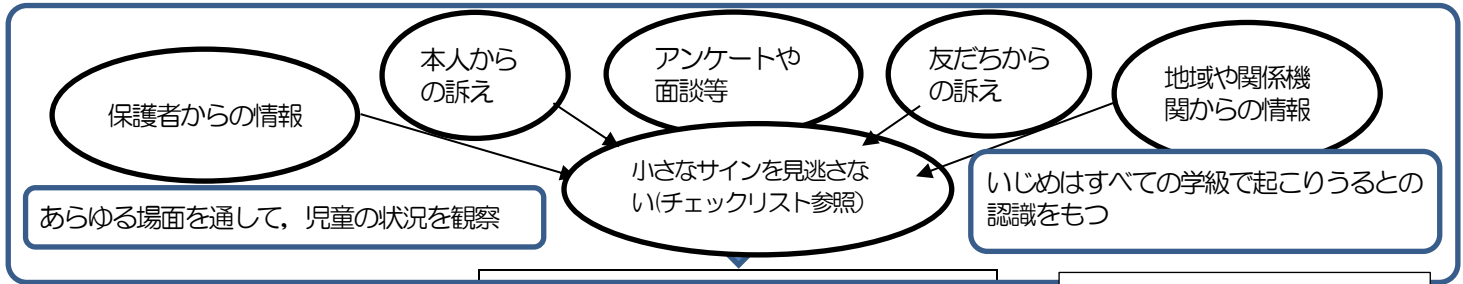 保護者からの情報
本人から
の訴え
アンケートや
面談等
友だちから
の訴え
地域や関係機
関からの情報
小さなサインを見逃さな
い(チェックリスト参照)
あらゆる場面を通して，児童の状況を観察
いじめはすべての学級で起こりうるとの
認識をもつ